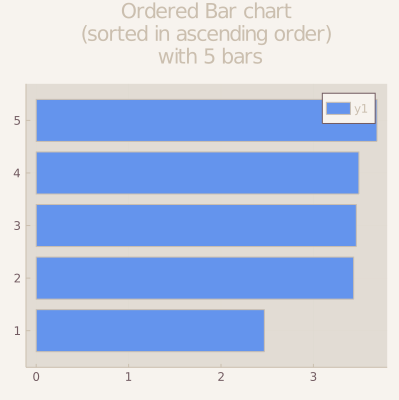 Ordered Bar chart
(sorted in ascending order)
with 5 bars
y1
5
4
3
2
1
0 1 2 3